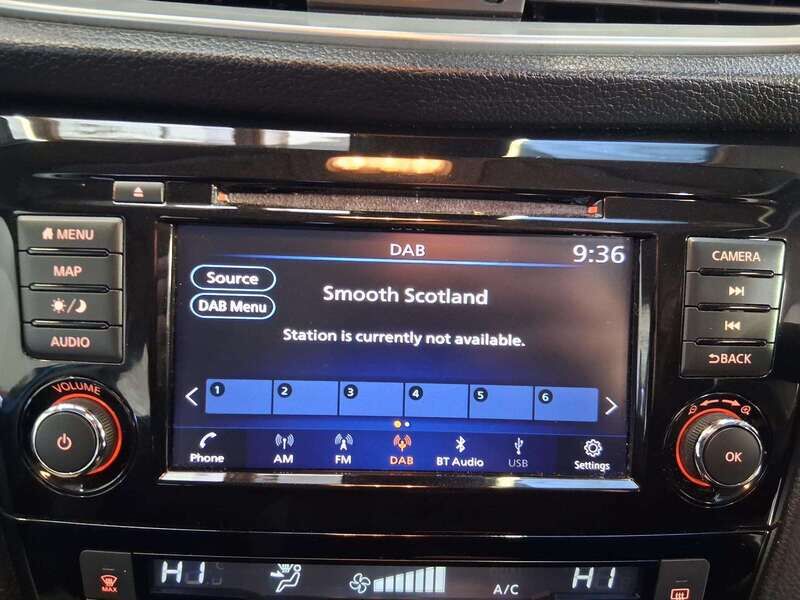 DAB
9:36
MENU
MAP
AUDIO
VOLUME
Source
DAB Menu
Smooth Scotland
Station is currently not available.
1 2 3 4 5 6
Phone AM FM DAB BT Audio USB Settings
CAMERA
BACK
OK
MAX
HI
A/C
HI